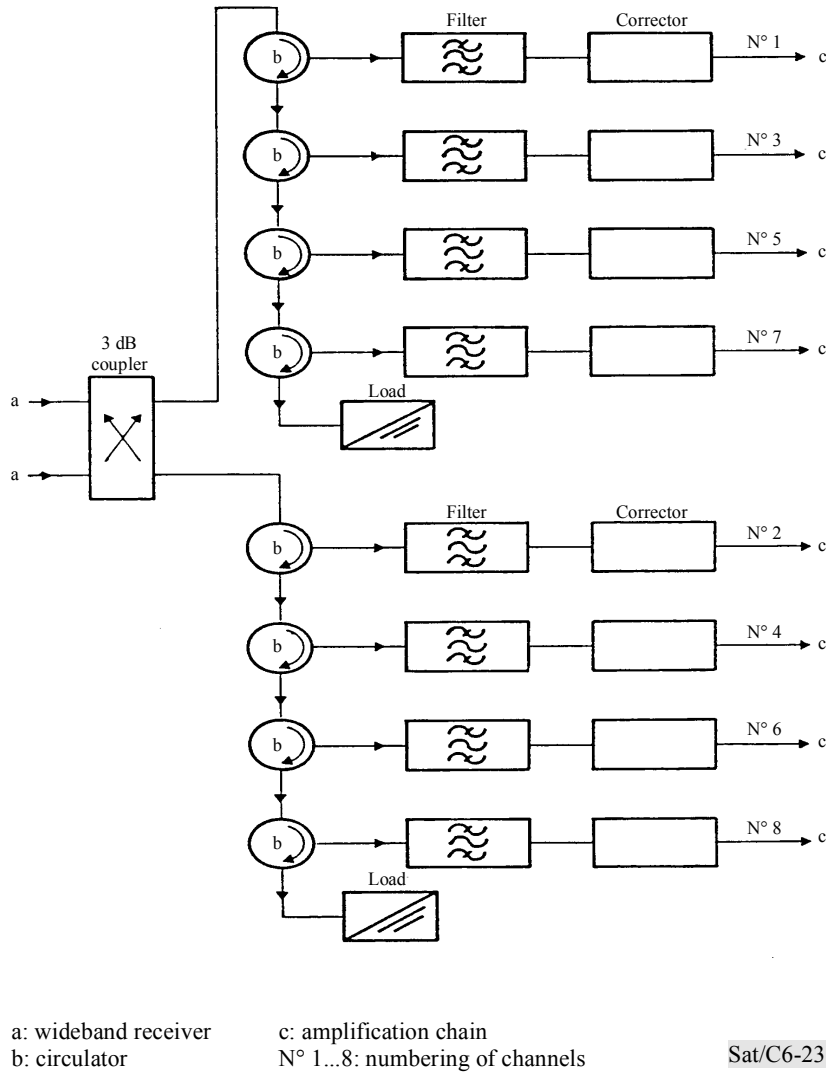 Filter
Corrector
N° 1
b
c
N° 3
b
c
N° 5
b
c
N° 7
b
c
3 dB
coupler
Load
a
a
Filter
Corrector
N° 2
b
c
N° 4
b
c
N° 6
b
c
N° 8
b
c
Load
a: wideband receiver
c: amplification chain
b: circulator
N° 1...8: numbering of channels
Sat/C6-23